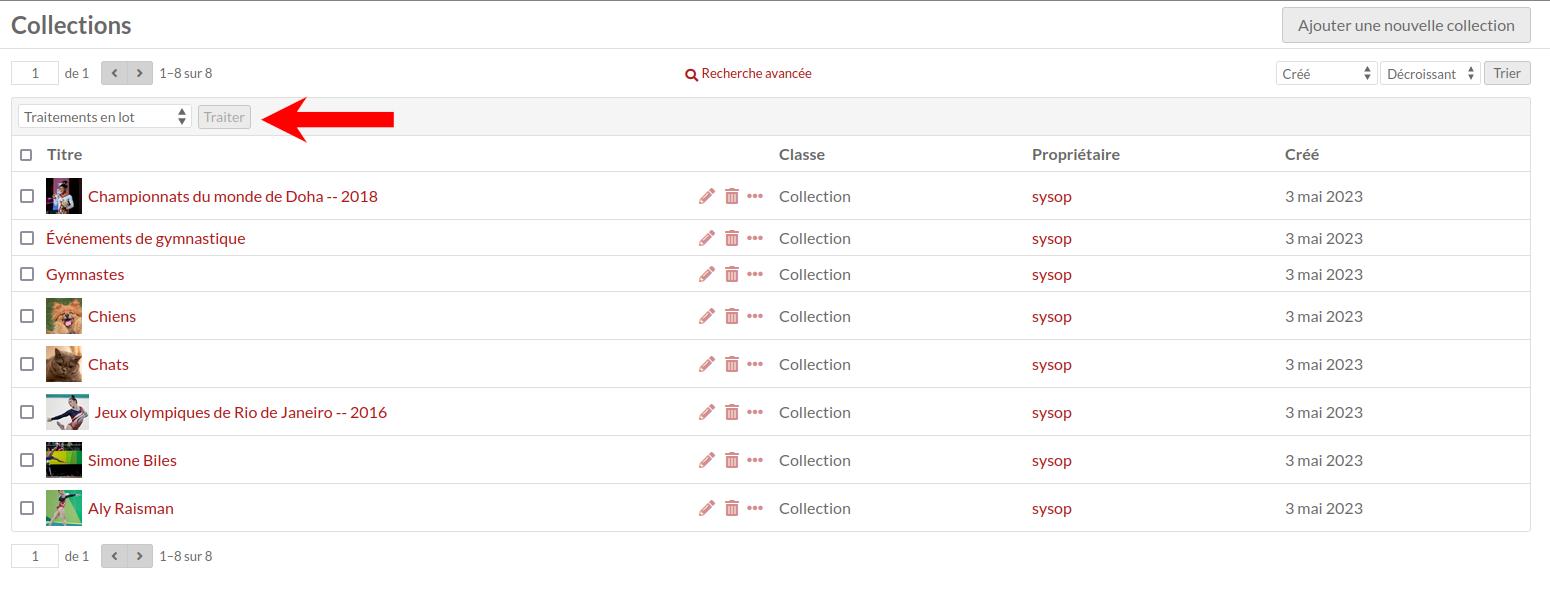 Collections
Ajouter une nouvelle collection
1 de 1 1–8 sur 8 Recherche avancée Créé Décroissant Trier
Traitements en lot Traiter
Titre Classe Propriétaire Créé
Championnats du monde de Doha -- 2018 Collection sysop 3 mai 2023
Événements de gymnastique Collection sysop 3 mai 2023
Gymnastes Collection sysop 3 mai 2023
Chiens Collection sysop 3 mai 2023
Chats Collection sysop 3 mai 2023
Jeux olympiques de Rio de Janeiro -- 2016 Collection sysop 3 mai 2023
Simone Biles Collection sysop 3 mai 2023
Aly Raisman Collection sysop 3 mai 2023
1 de 1 1–8 sur 8